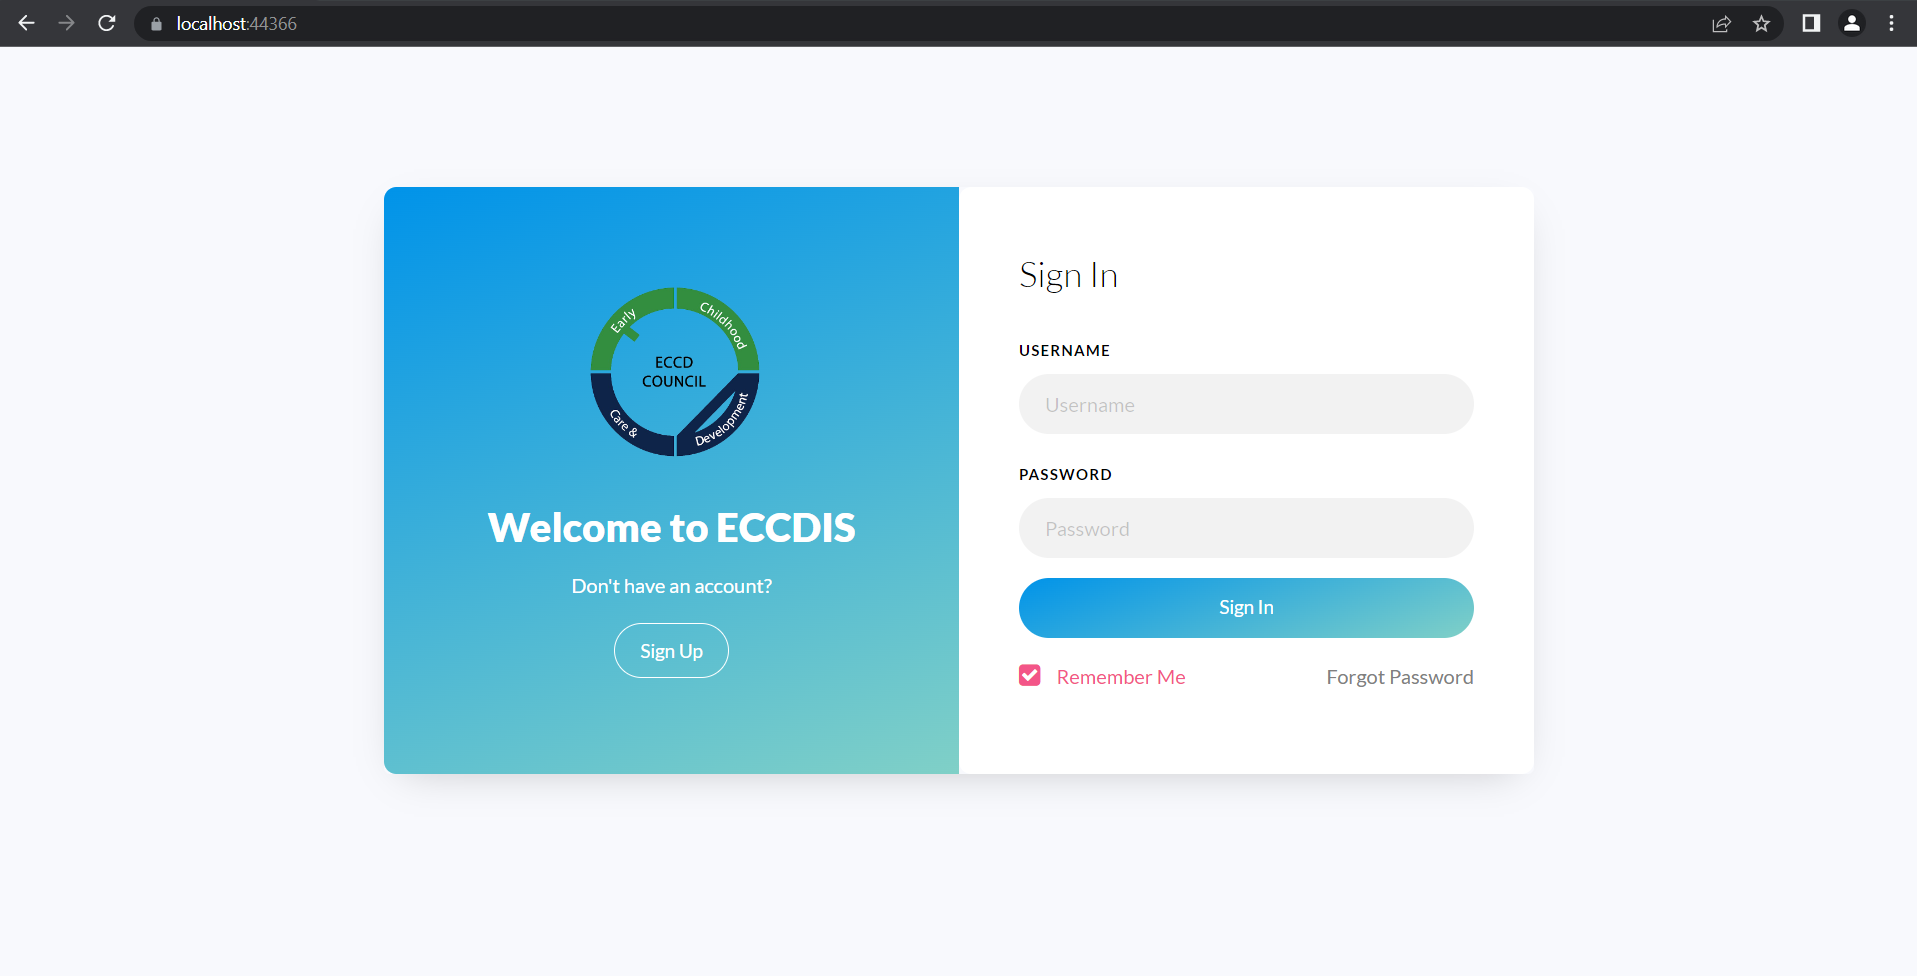 localhost:44366
Early
Childhood
ECCD
COUNCIL
Care &
Development
Welcome to ECCDIS
Don't have an account?
Sign Up
Sign In
USERNAME
Username
PASSWORD
Password
Sign In
Remember Me
Forgot Password